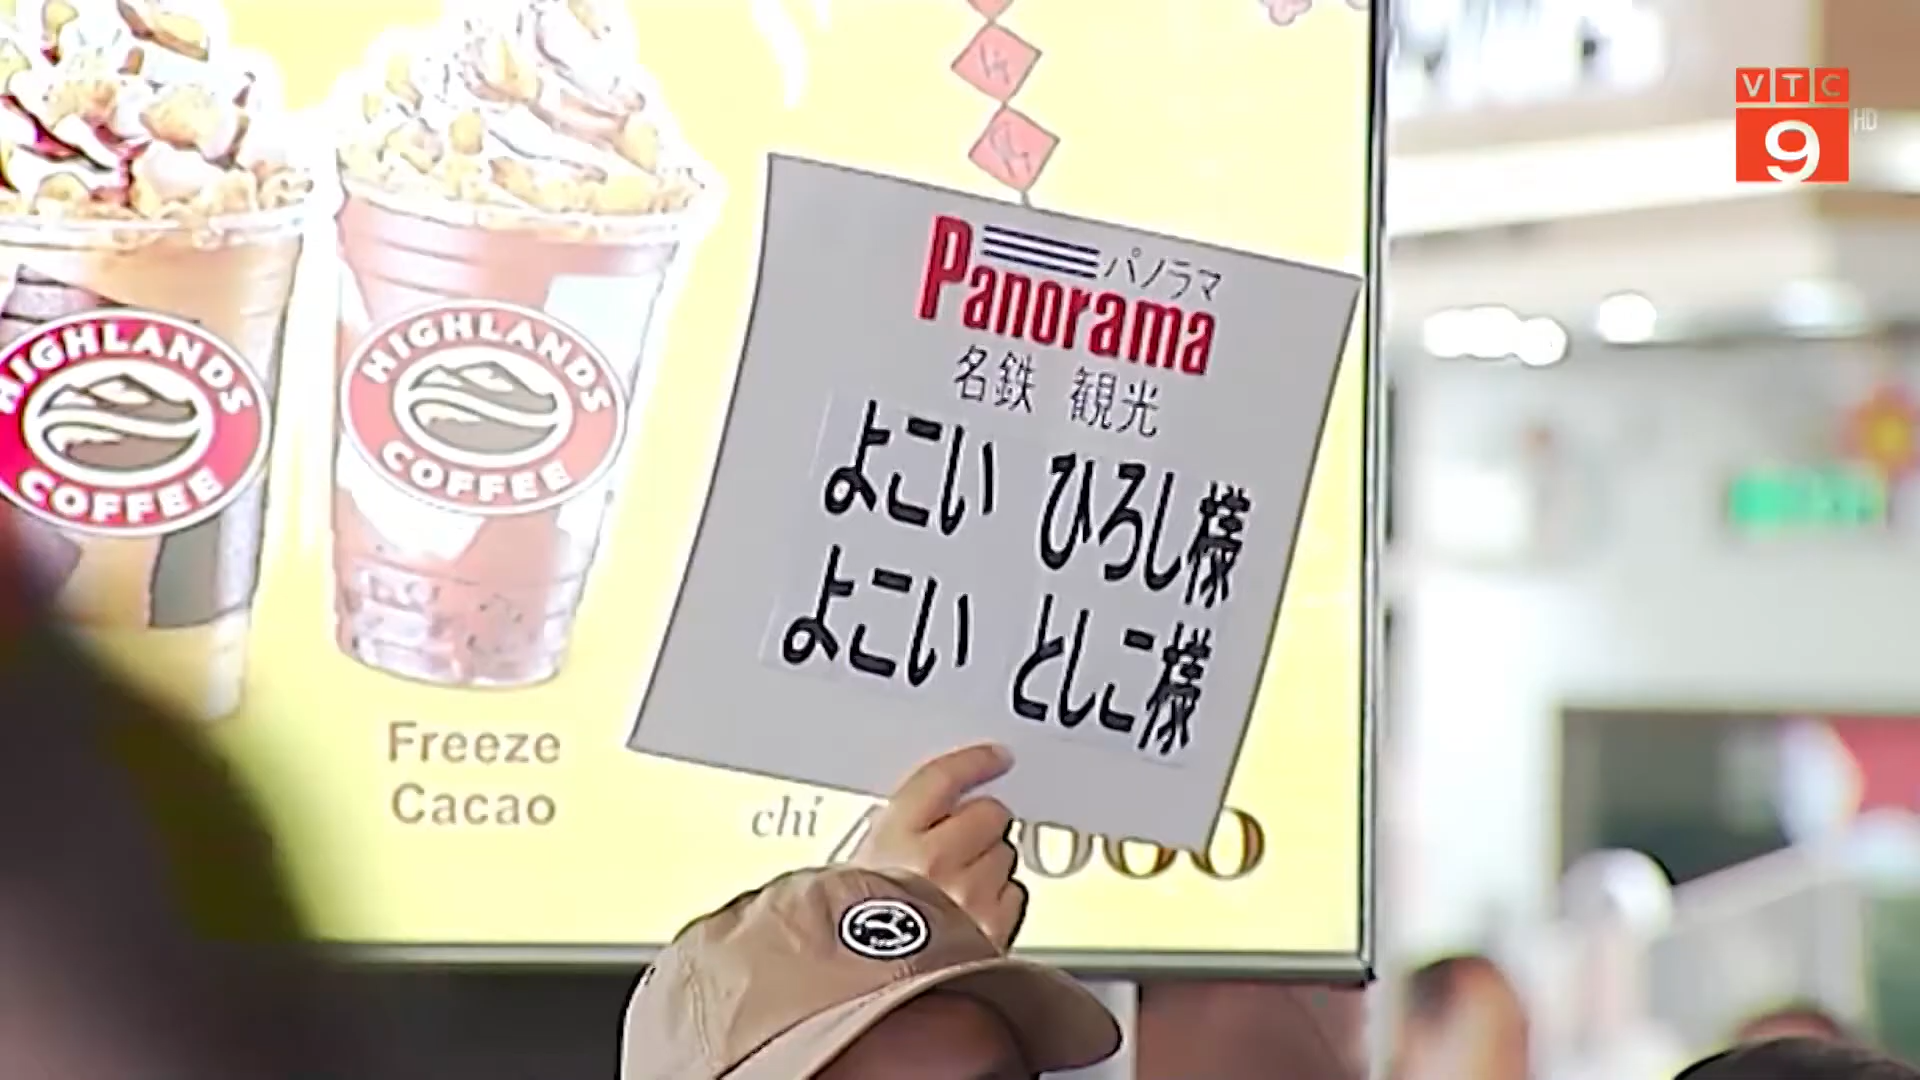 VTC
9
HD
HIGHLANDS
COFFEE
HIGHLANDS
COFFEE
Freeze
Cacao
chỉ
000
パノラマ
Panorama
名鉄 観光
よこい ひろし様
よこい としこ様